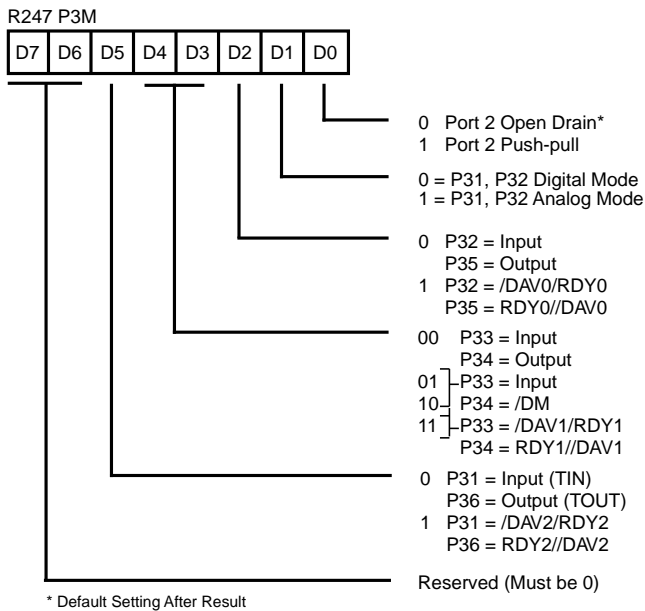 R247 P3M
D7 D6 D5 D4 D3 D2 D1 D0
0 Port 2 Open Drain*
1 Port 2 Push-pull
0 = P31, P32 Digital Mode
1 = P31, P32 Analog Mode
0 P32 = Input
P35 = Output
1 P32 = /DAV0/RDY0
P35 = RDY0//DAV0
00 P33 = Input
P34 = Output
01 P33 = Input
10 P34 = /DM
11 P33 = /DAV1/RDY1
P34 = RDY1//DAV1
0 P31 = Input (TIN)
P36 = Output (TOUT)
1 P31 = /DAV2/RDY2
P36 = RDY2//DAV2
Reserved (Must be 0)
* Default Setting After Result